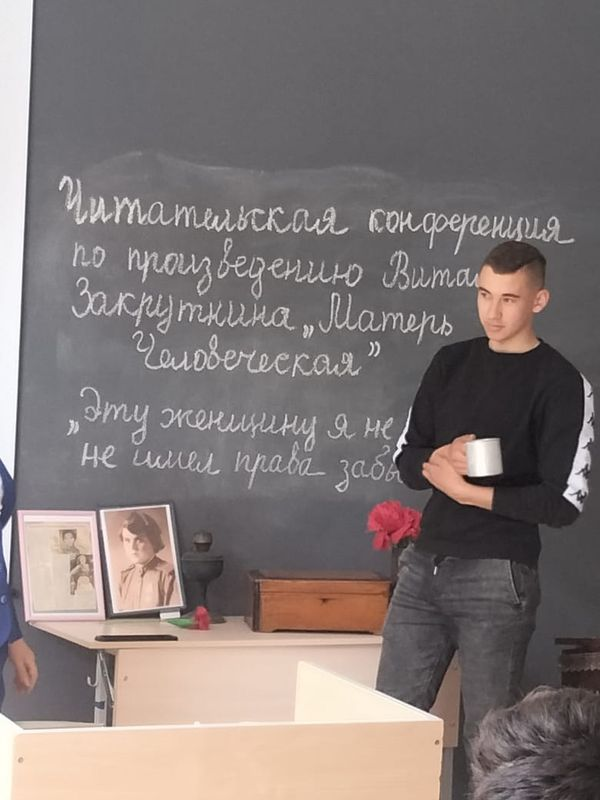 Читательская конференция
по произведению Вита
Закруткина „Матерь
Человеческая”
„Эту женщину я не
не имел права забы